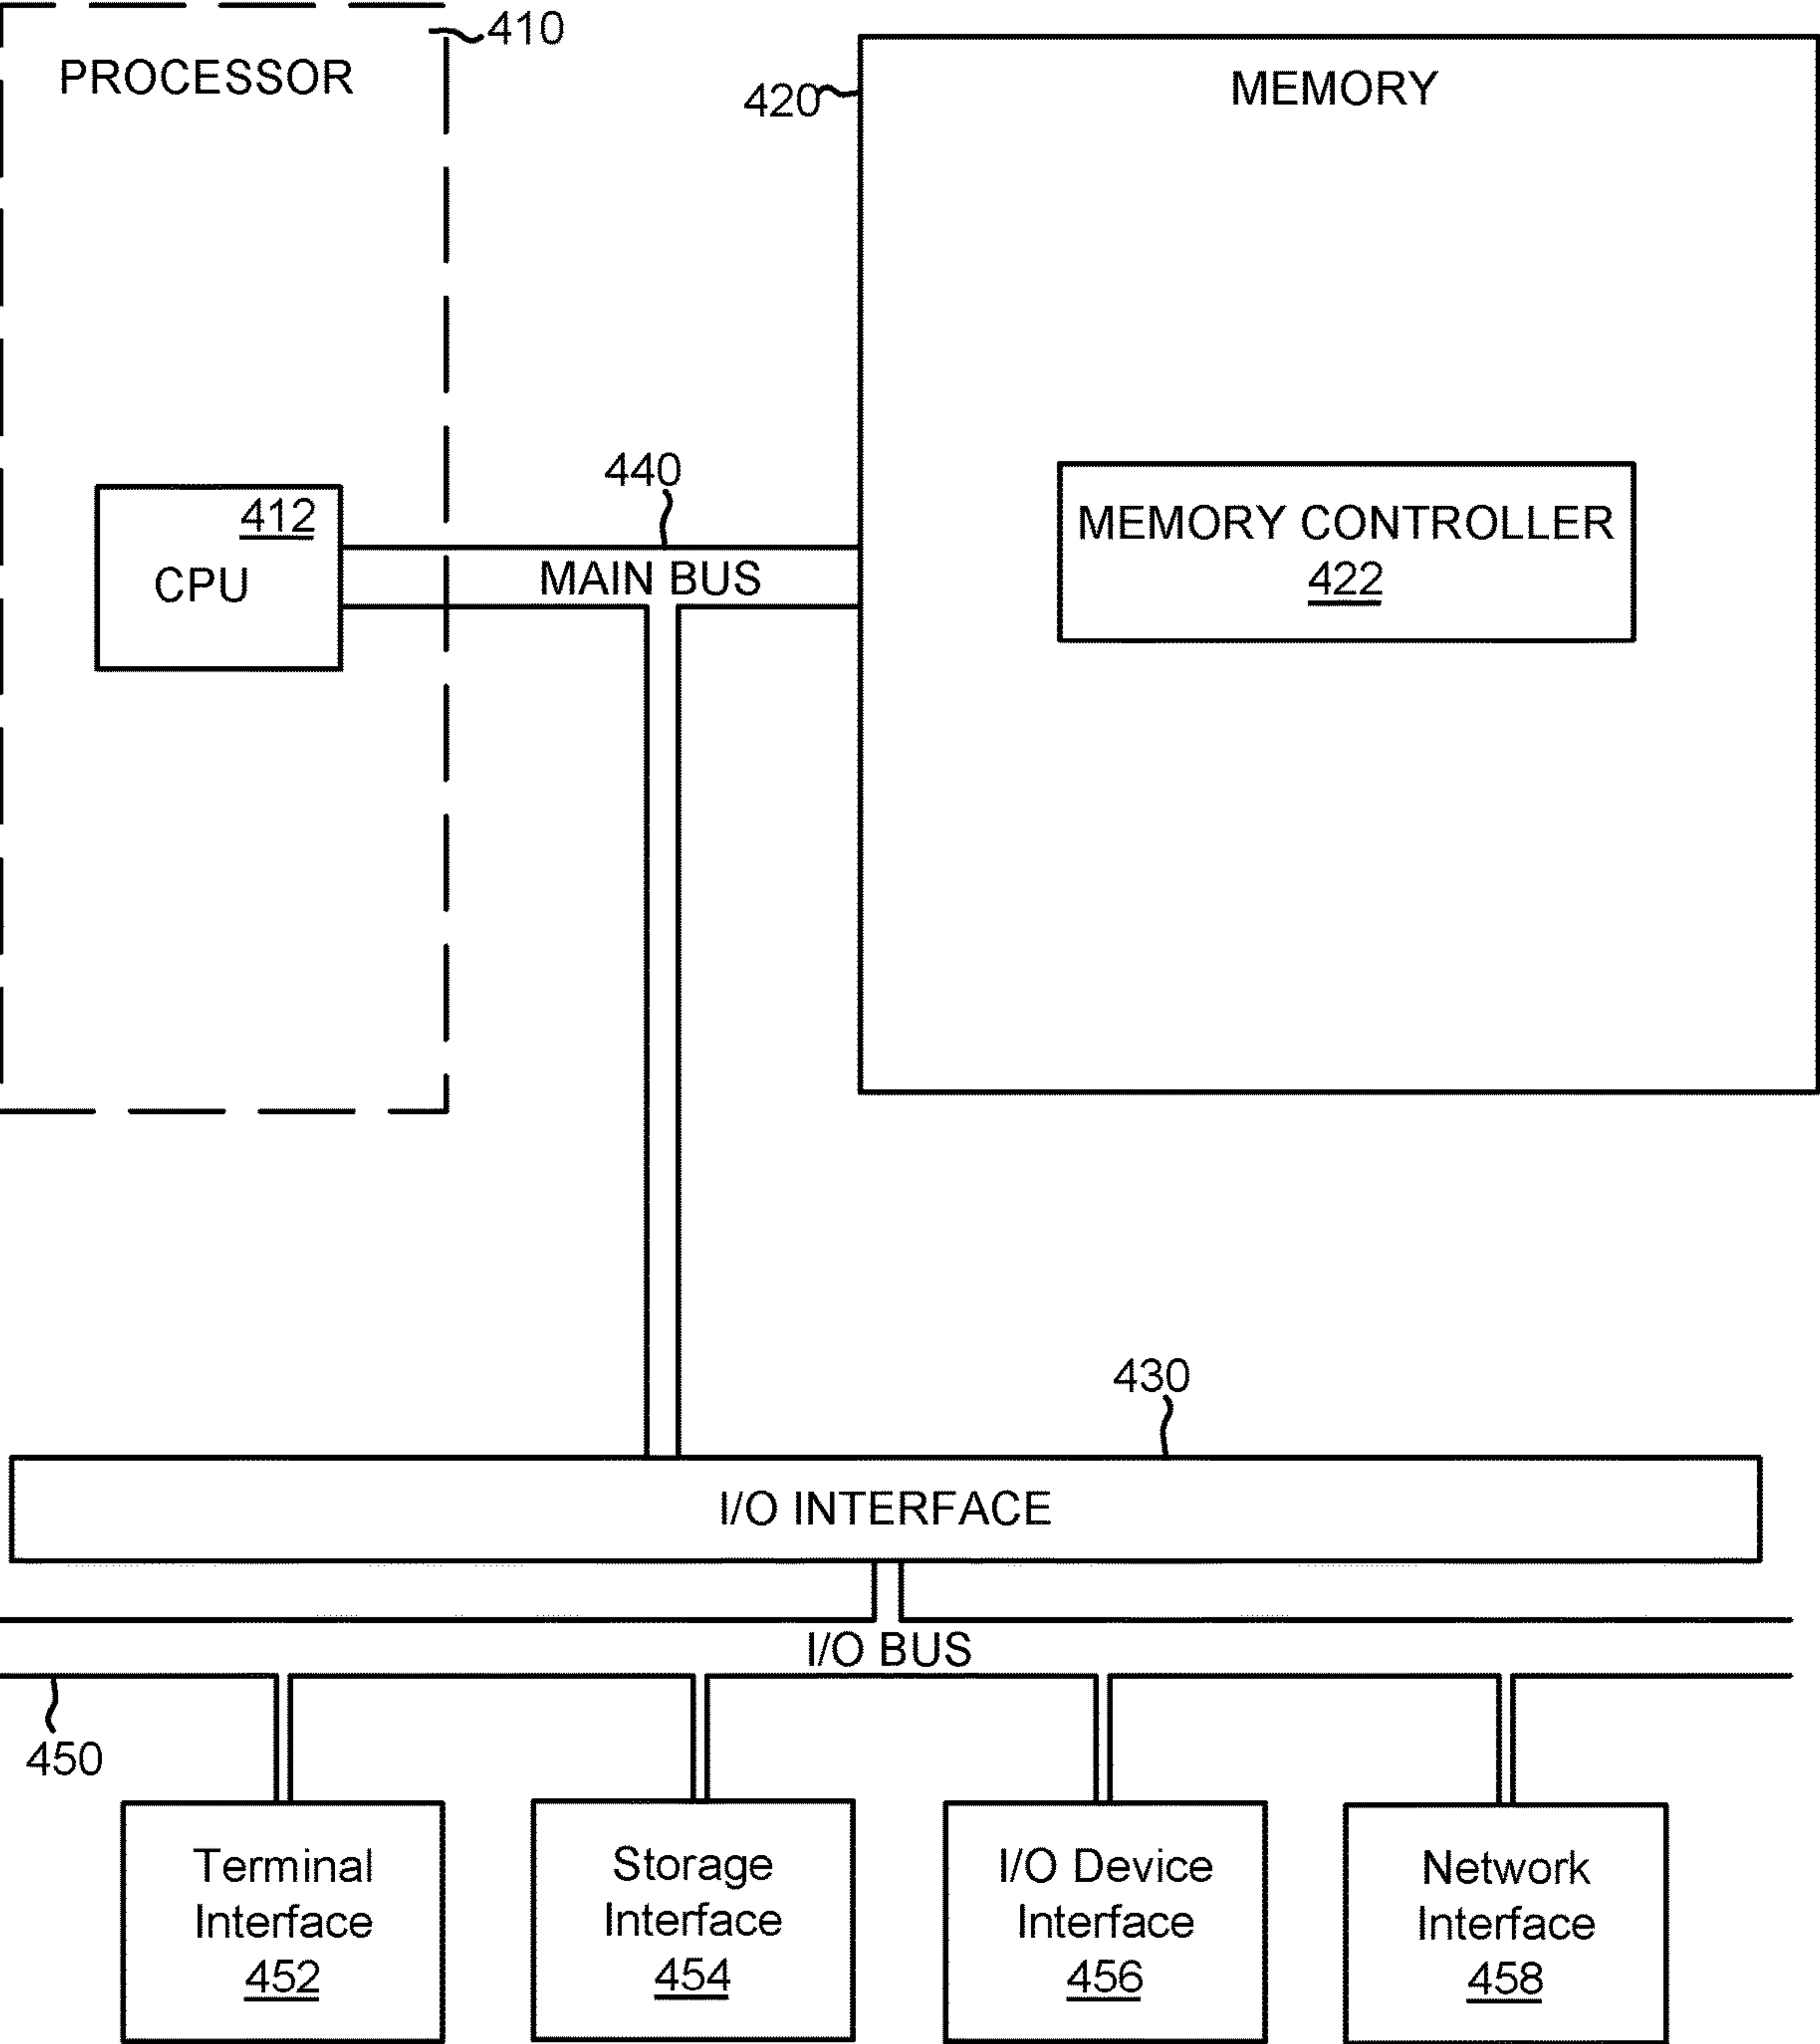 410
PROCESSOR
420
MEMORY
440
412
CPU
MAIN BUS
MEMORY CONTROLLER
422
430
I/O INTERFACE
I/O BUS
450
Terminal
Interface
452
Storage
Interface
454
I/O Device
Interface
456
Network
Interface
458